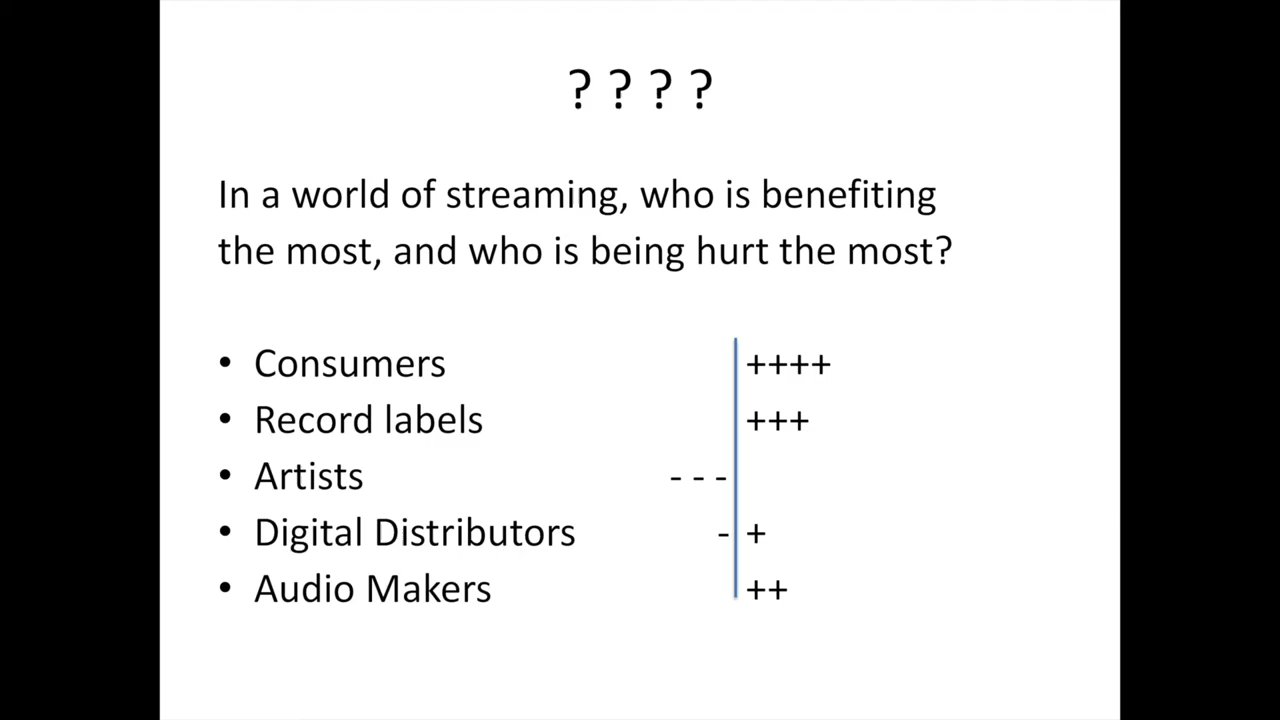 ? ? ? ?
In a world of streaming, who is benefiting
the most, and who is being hurt the most?
• Consumers ++++
• Record labels +++
• Artists - - -
• Digital Distributors - +
• Audio Makers ++